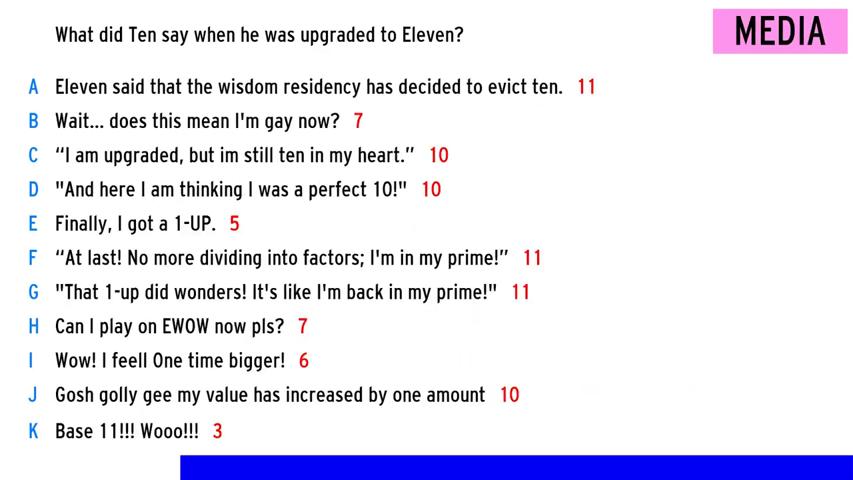 What did Ten say when he was upgraded to Eleven?
MEDIA
A Eleven said that the wisdom residency has decided to evict ten. 11
B Wait... does this mean I'm gay now? 7
C “I am upgraded, but im still ten in my heart.” 10
D "And here I am thinking I was a perfect 10!" 10
E Finally, I got a 1-UP. 5
F “At last! No more dividing into factors; I'm in my prime!” 11
G "That 1-up did wonders! It's like I'm back in my prime!" 11
H Can I play on EWOW now pls? 7
I Wow! I feell One time bigger! 6
J Gosh golly gee my value has increased by one amount 10
K Base 11!!! Wooo!!! 3